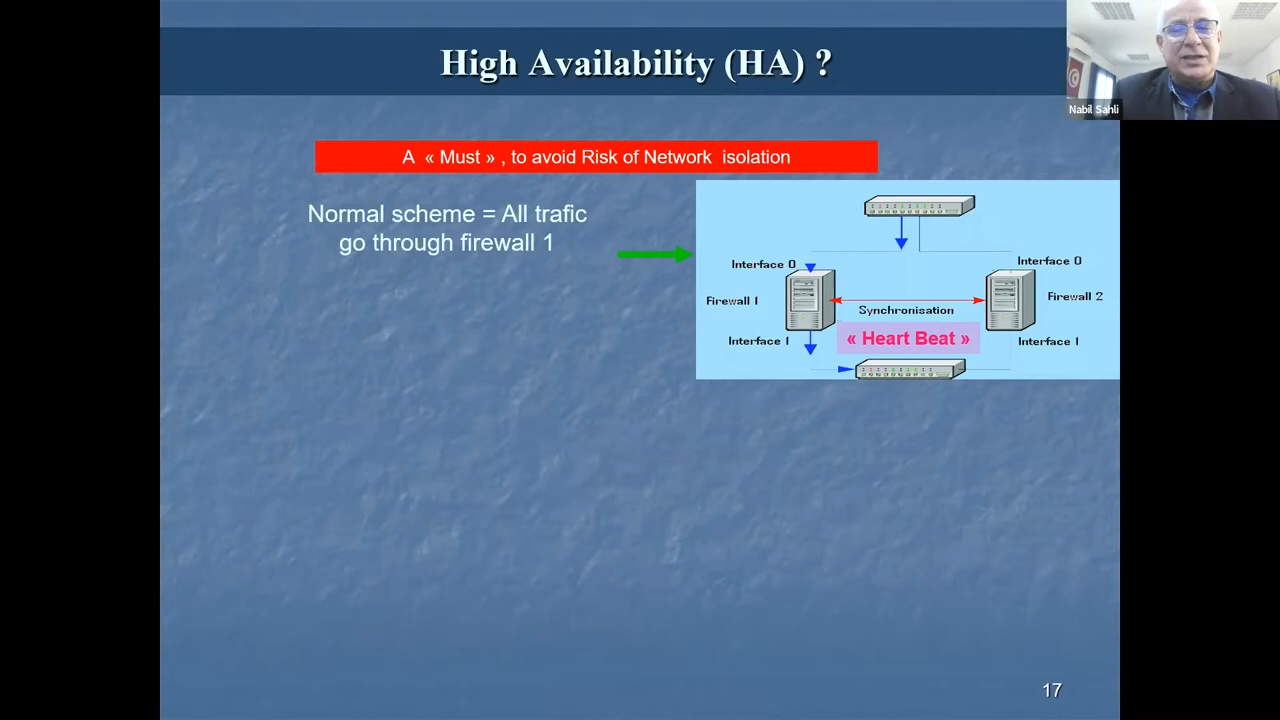 High Availability (HA) ?
Nabil Sahli
A « Must » , to avoid Risk of Network isolation
Normal scheme = All trafic
go through firewall 1
Interface 0
Interface 0
Firewall 1
Firewall 2
Synchronisation
Interface 1
« Heart Beat »
Interface 1
17